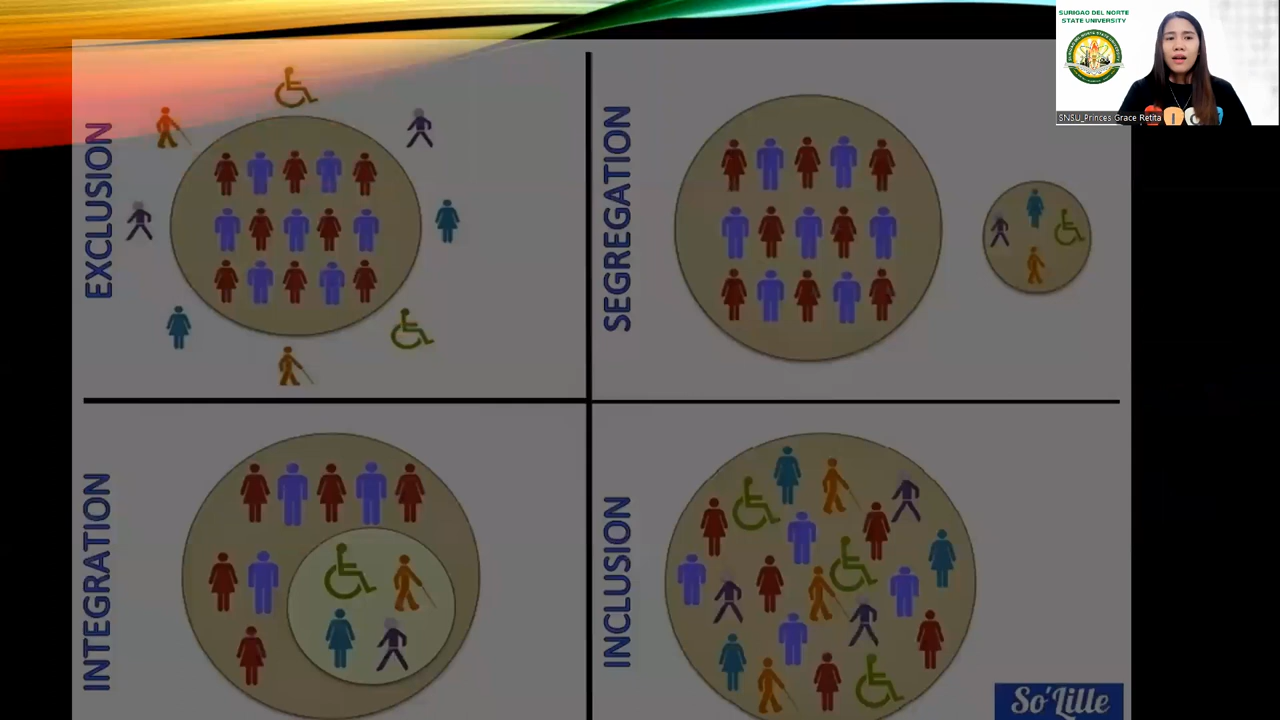 SURIGAO DEL NORTE
STATE UNIVERSITY
SNSU_Princes Grace Retita
EXCLUSION
SEGREGATION
INTEGRATION
INCLUSION
So'Lille